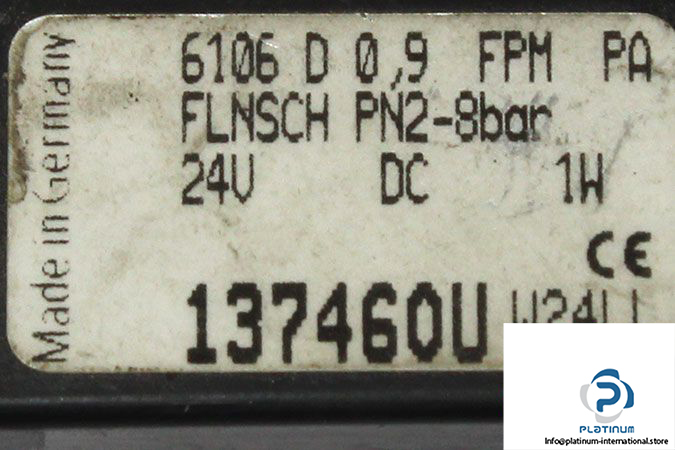 Made in Germany
6106 D 0,9 FPM PA
FLNSCH PN2-8bar
24V DC 1W
CE
137460U
PLATINUM
Info@platinum-international.store